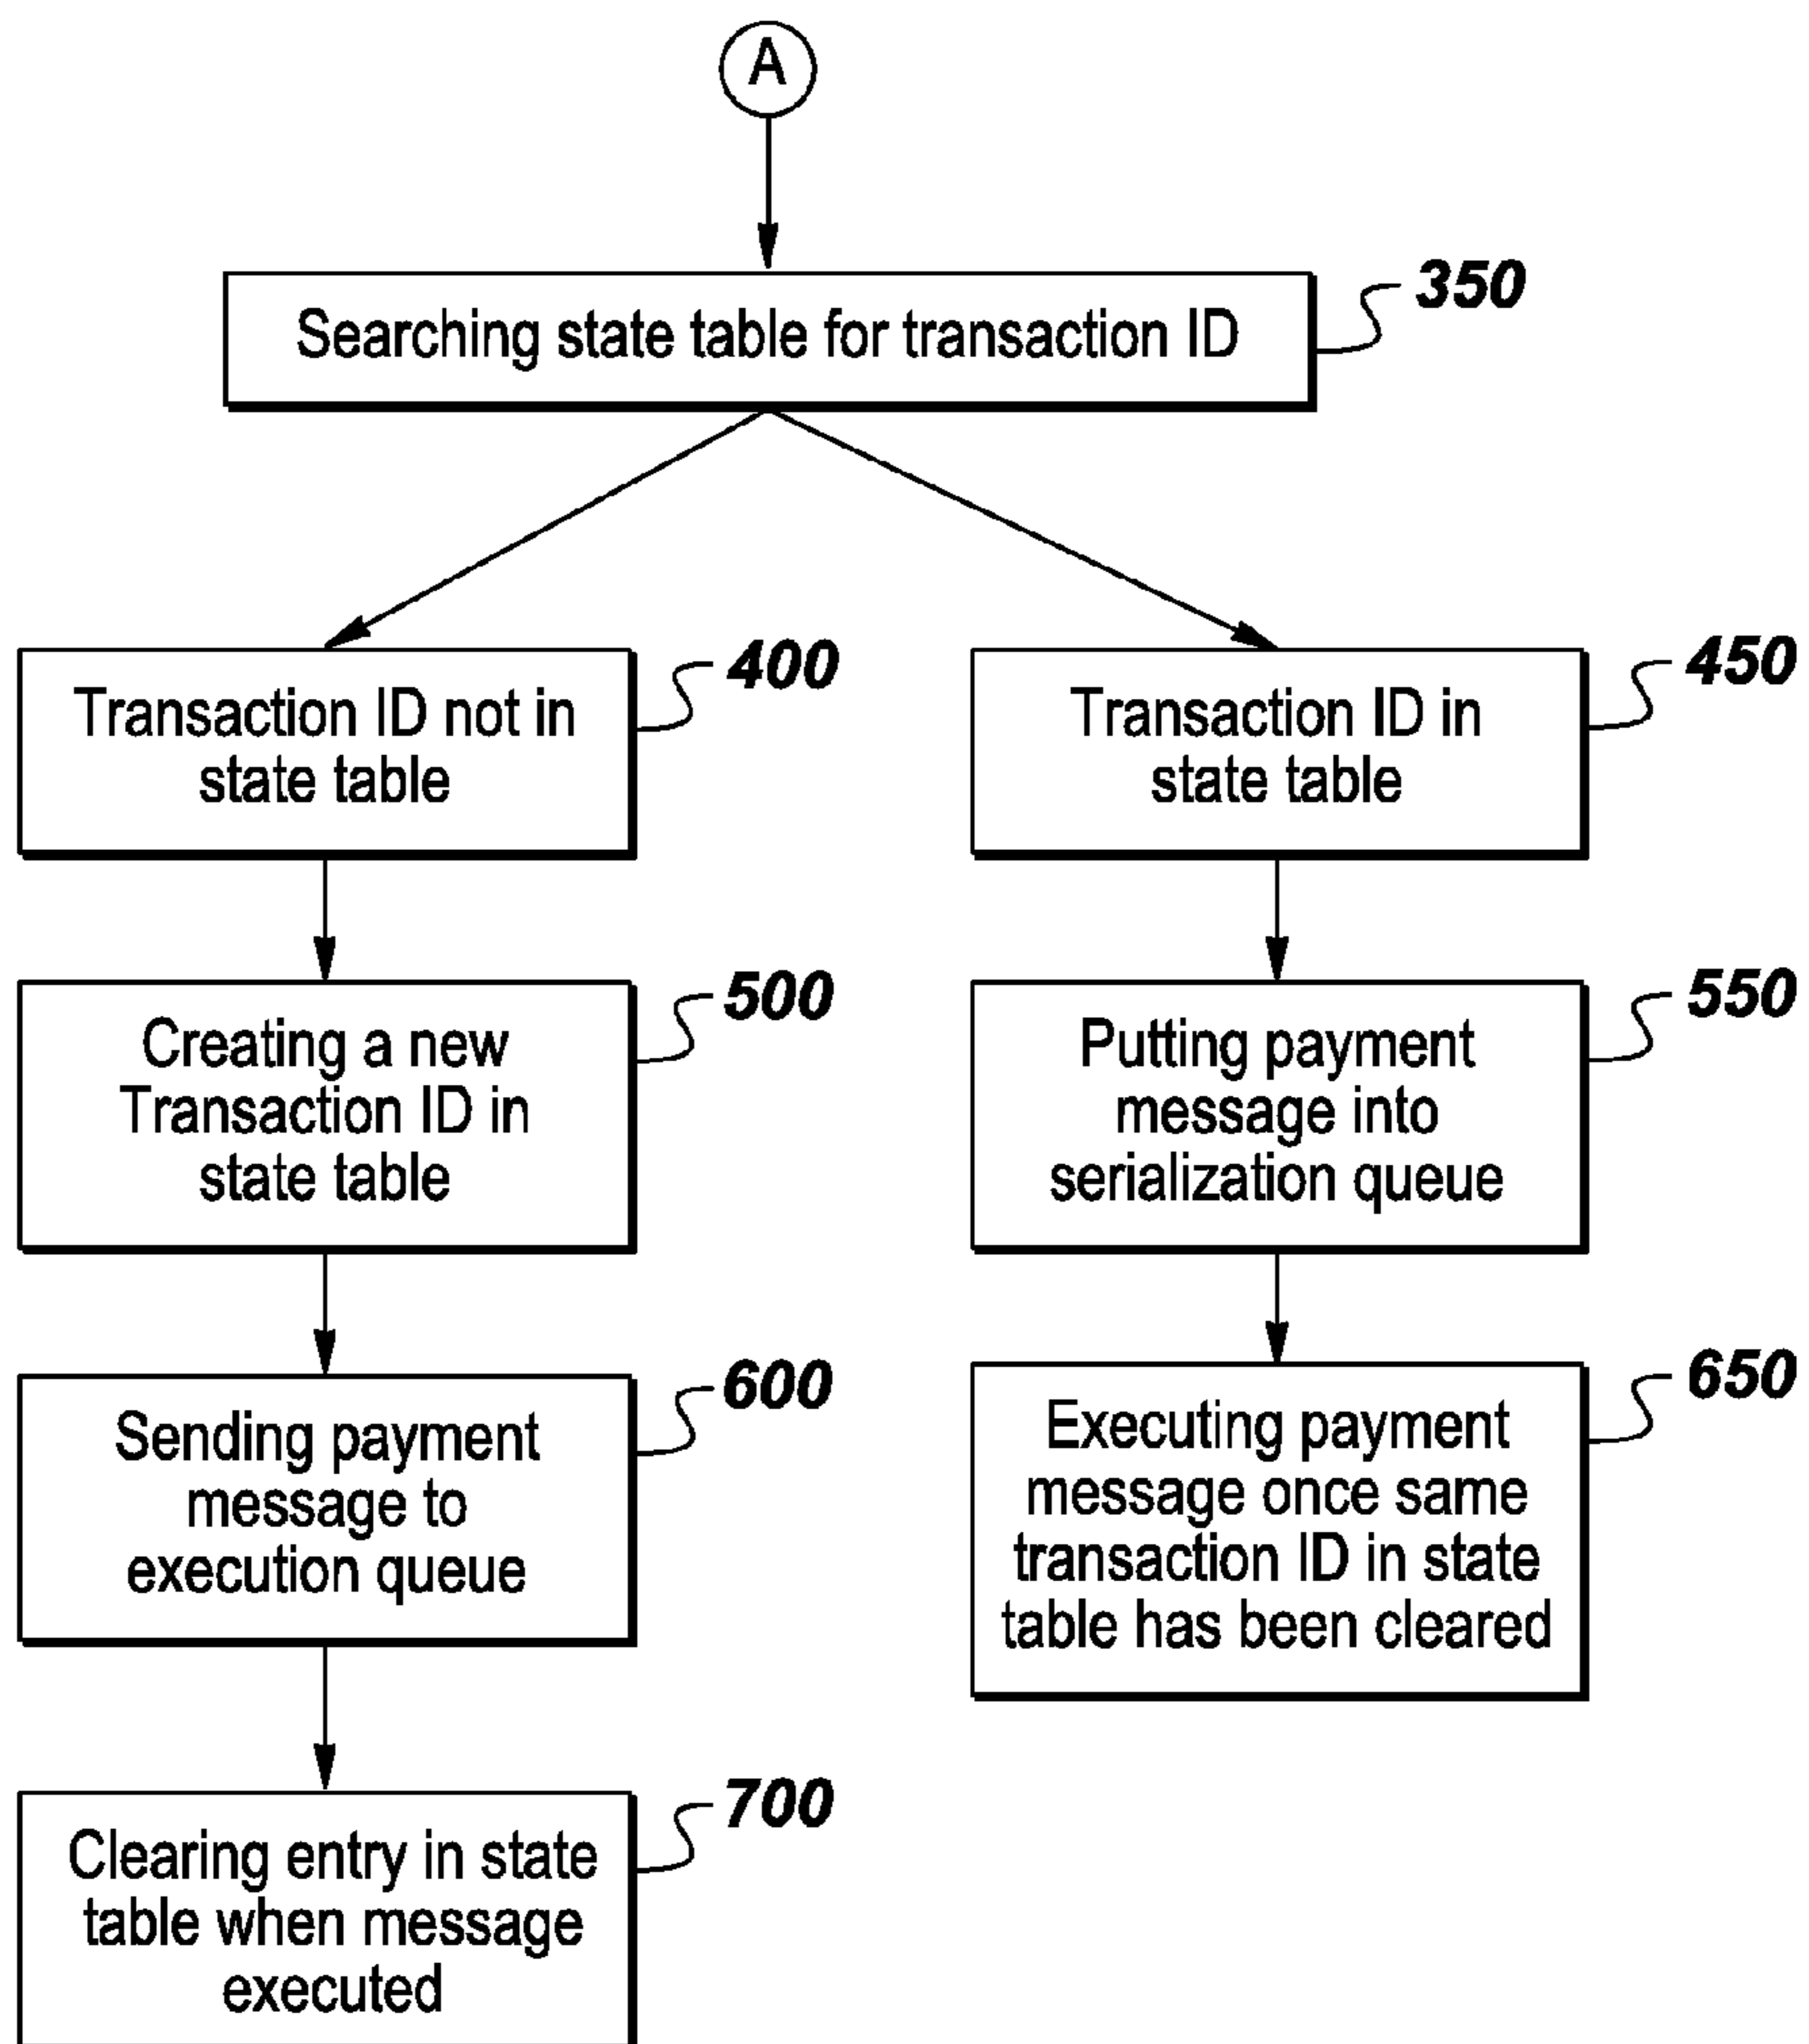 A
Searching state table for transaction ID
350
Transaction ID not in
state table
400
Transaction ID in
state table
450
Creating a new
Transaction ID in
state table
500
Putting payment
message into
serialization queue
550
Sending payment
message to
execution queue
600
Executing payment
message once same
transaction ID in state
table has been cleared
650
Clearing entry in state
table when message
executed
700